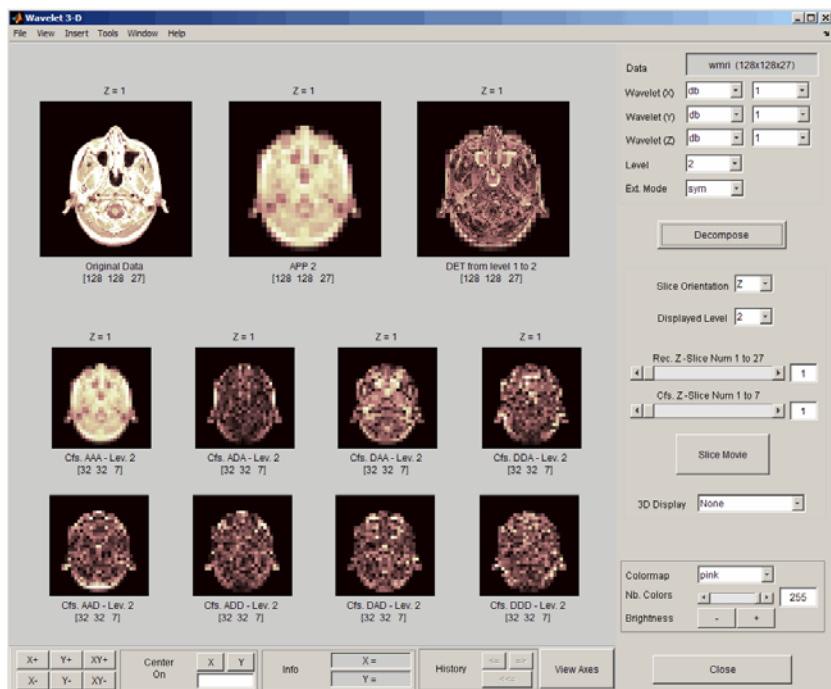 Wavelet 3-D
File View Insert Tools Window Help
Z = 1 Z = 1 Z = 1
Original Data APP 2 DET from level 1 to 2
[128 128 27] [128 128 27] [128 128 27]
Z = 1 Z = 1 Z = 1 Z = 1
Cfs. AAA - Lev. 2 Cfs. ADA - Lev. 2 Cfs. DAA - Lev. 2 Cfs. DDA - Lev. 2
[32 32 7] [32 32 7] [32 32 7] [32 32 7]
Cfs. AAD - Lev. 2 Cfs. ADD - Lev. 2 Cfs. DAD - Lev. 2 Cfs. DDD - Lev. 2
[32 32 7] [32 32 7] [32 32 7] [32 32 7]
Data wmri (128x128x27)
Wavelet (X) db 1
Wavelet (Y) db 1
Wavelet (Z) db 1
Level 2
Ext. Mode sym
Decompose
Slice Orientation Z
Displayed Level 2
Rec. Z-Slice Num 1 to 27
1
Cfs. Z-Slice Num 1 to 7
1
Slice Movie
3D Display None
Colormap pink
Nb. Colors 255
Brightness - +
X+ Y+ XY+
X- Y- XY-
Center On X Y
Info X =
Y =
History <= =>
<<=
View Axes
Close